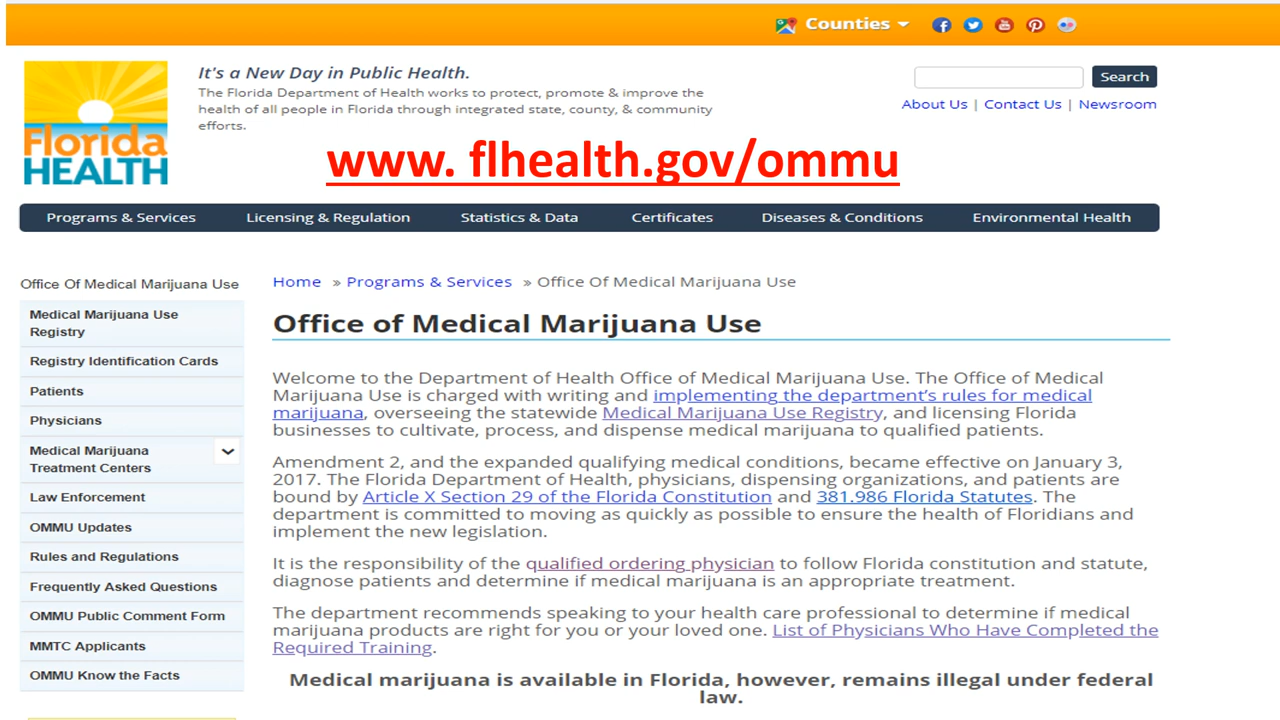 Counties
It's a New Day in Public Health.
The Florida Department of Health works to protect, promote & improve the
health of all people in Florida through integrated state, county, & community
efforts.
Search
About Us | Contact Us | Newsroom
Florida
HEALTH
www. flhealth.gov/ommu
Programs & Services Licensing & Regulation Statistics & Data Certificates Diseases & Conditions Environmental Health
Office Of Medical Marijuana Use
Medical Marijuana Use
Registry
Registry Identification Cards
Patients
Physicians
Medical Marijuana
Treatment Centers
Law Enforcement
OMMU Updates
Rules and Regulations
Frequently Asked Questions
OMMU Public Comment Form
MMTC Applicants
OMMU Know the Facts
Home » Programs & Services » Office Of Medical Marijuana Use
Office of Medical Marijuana Use
Welcome to the Department of Health Office of Medical Marijuana Use. The Office of Medical
Marijuana Use is charged with writing and implementing the department's rules for medical
marijuana, overseeing the statewide Medical Marijuana Use Registry, and licensing Florida
businesses to cultivate, process, and dispense medical marijuana to qualified patients.
Amendment 2, and the expanded qualifying medical conditions, became effective on January 3,
2017. The Florida Department of Health, physicians, dispensing organizations, and patients are
bound by Article X Section 29 of the Florida Constitution and 381.986 Florida Statutes. The
department is committed to moving as quickly as possible to ensure the health of Floridians and
implement the new legislation.
It is the responsibility of the qualified ordering physician to follow Florida constitution and statute,
diagnose patients and determine if medical marijuana is an appropriate treatment.
The department recommends speaking to your health care professional to determine if medical
marijuana products are right for you or your loved one. List of Physicians Who Have Completed the
Required Training.
Medical marijuana is available in Florida, however, remains illegal under federal
law.